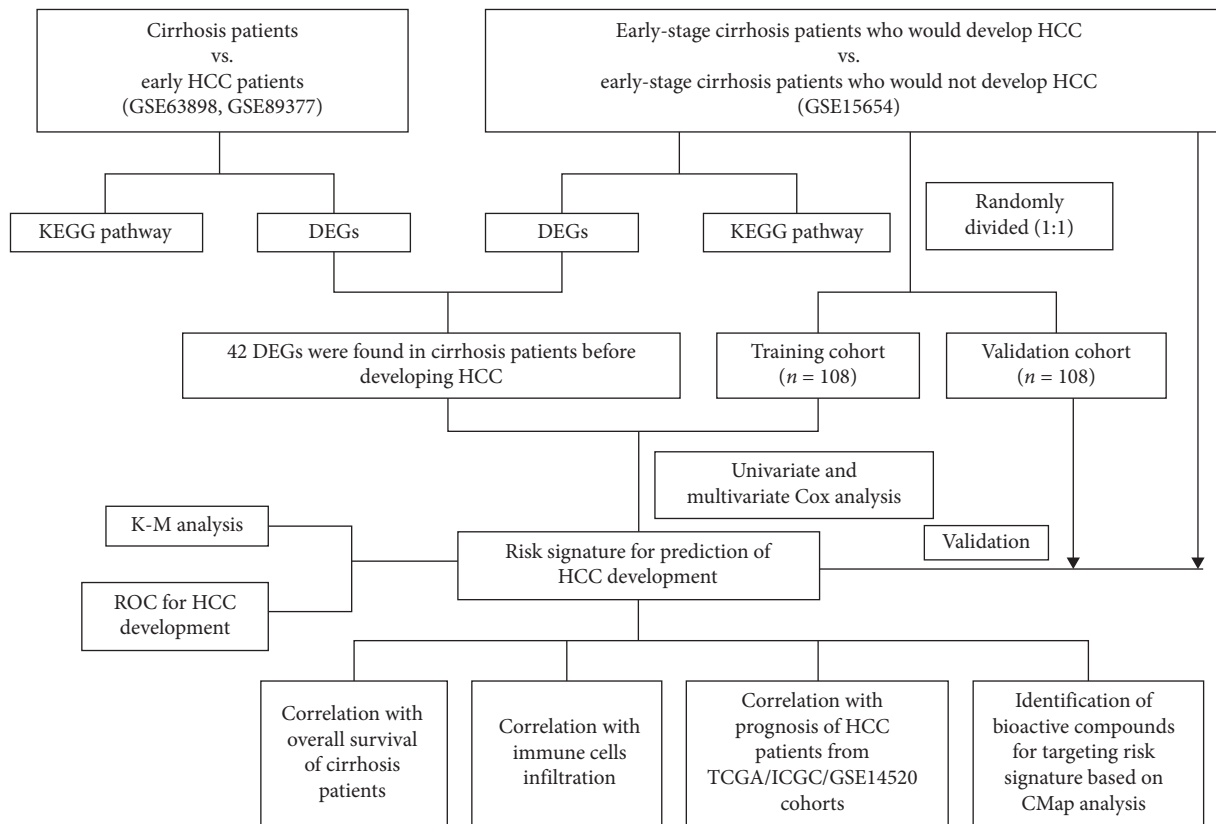 Cirrhosis patients
vs.
early HCC patients
(GSE63898, GSE89377)
Early-stage cirrhosis patients who would develop HCC
vs.
early-stage cirrhosis patients who would not develop HCC
(GSE15654)
KEGG pathway
DEGs
DEGs
KEGG pathway
Randomly
divided (1:1)
42 DEGs were found in cirrhosis patients before
developing HCC
Training cohort
(n = 108)
Validation cohort
(n = 108)
Univariate and
multivariate Cox analysis
K-M analysis
Risk signature for prediction of
HCC development
Validation
ROC for HCC
development
Correlation with
overall survival
of cirrhosis
patients
Correlation with
immune cells
infiltration
Correlation with
prognosis of HCC
patients from
TCGA/ICGC/GSE14520
cohorts
Identification of
bioactive compounds
for targeting risk
signature based on
CMap analysis